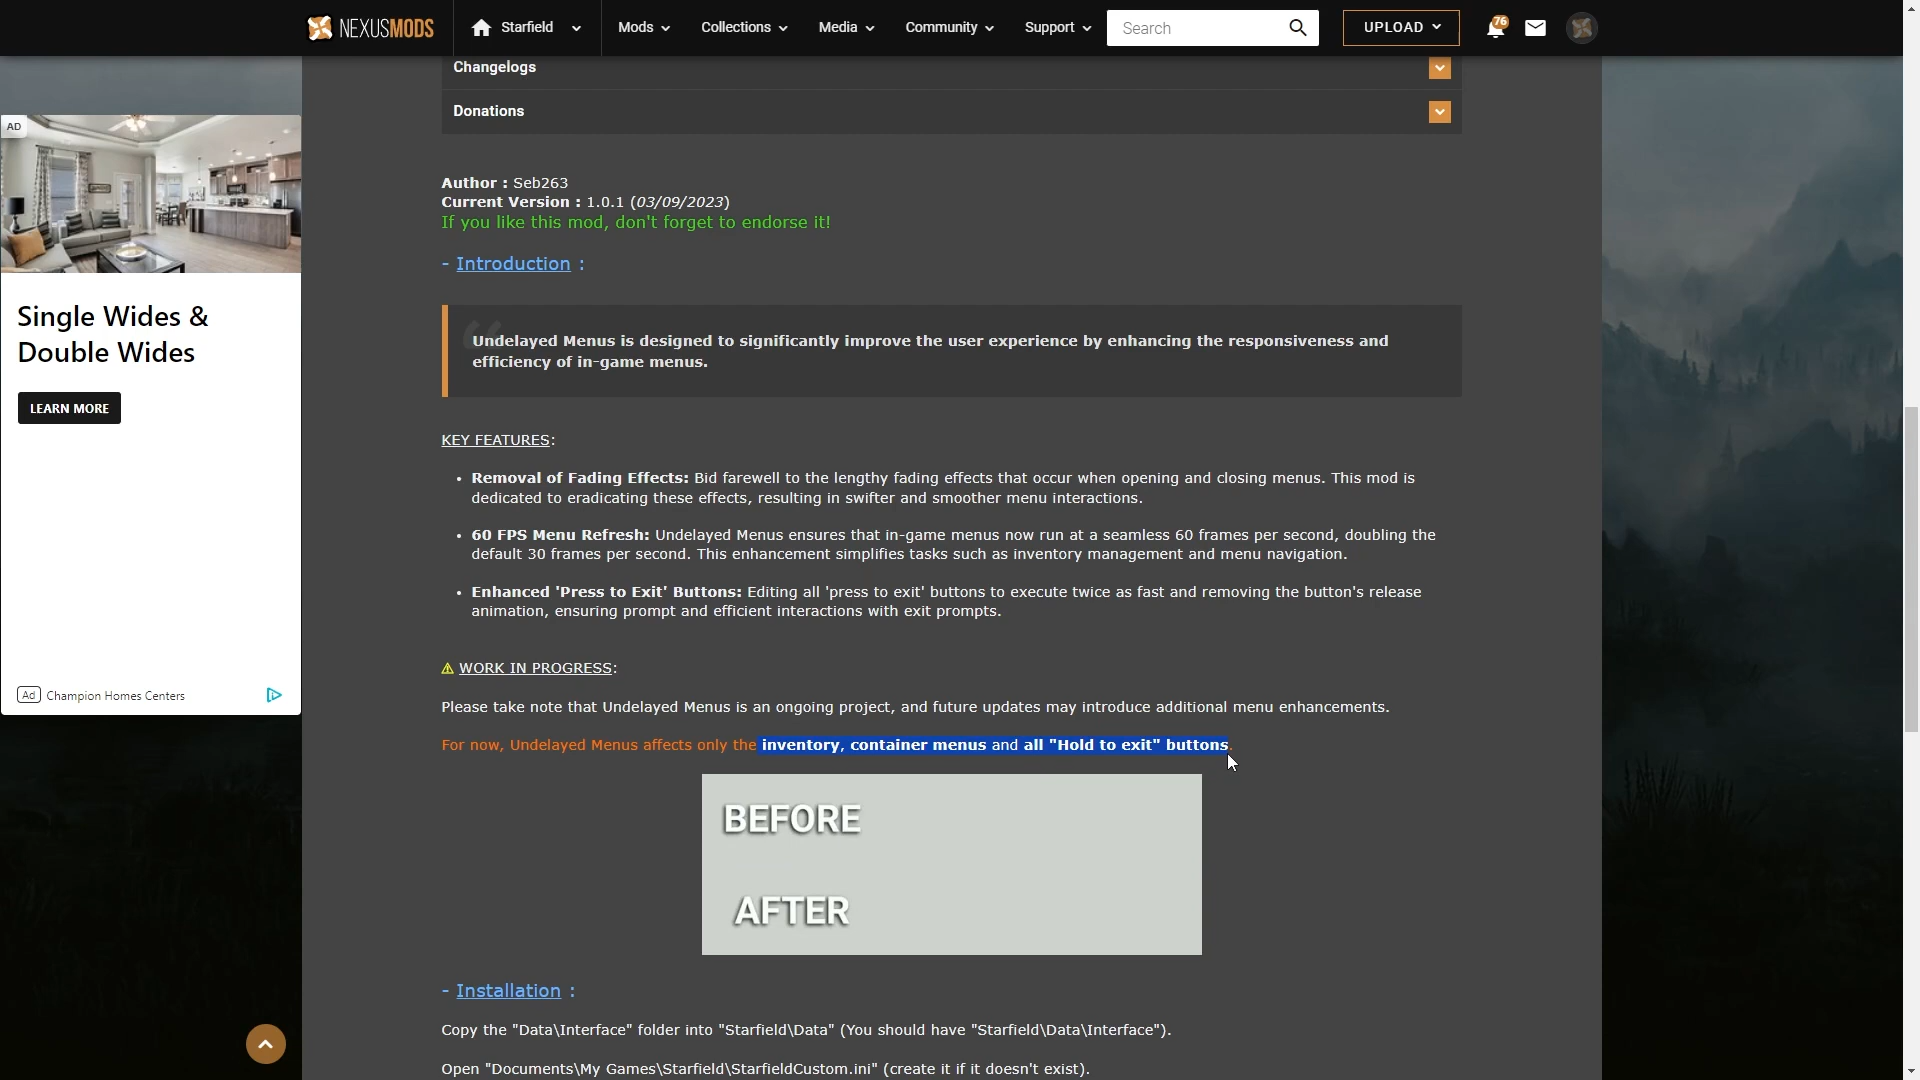 NEXUSMODS Starfield Mods Collections Media Community Support Search UPLOAD 76
Changelogs
Donations
AD
Single Wides &
Double Wides
LEARN MORE
Ad Champion Homes Centers
Author : Seb263
Current Version : 1.0.1 (03/09/2023)
If you like this mod, don't forget to endorse it!
- Introduction :
Undelayed Menus is designed to significantly improve the user experience by enhancing the responsiveness and
efficiency of in-game menus.
KEY FEATURES:
• Removal of Fading Effects: Bid farewell to the lengthy fading effects that occur when opening and closing menus. This mod is
dedicated to eradicating these effects, resulting in swifter and smoother menu interactions.
• 60 FPS Menu Refresh: Undelayed Menus ensures that in-game menus now run at a seamless 60 frames per second, doubling the
default 30 frames per second. This enhancement simplifies tasks such as inventory management and menu navigation.
• Enhanced 'Press to Exit' Buttons: Editing all 'press to exit' buttons to execute twice as fast and removing the button's release
animation, ensuring prompt and efficient interactions with exit prompts.
⚠ WORK IN PROGRESS:
Please take note that Undelayed Menus is an ongoing project, and future updates may introduce additional menu enhancements.
For now, Undelayed Menus affects only the inventory, container menus and all "Hold to exit" buttons.
BEFORE
AFTER
- Installation :
Copy the "Data\Interface" folder into "Starfield\Data" (You should have "Starfield\Data\Interface").
Open "Documents\My Games\Starfield\StarfieldCustom.ini" (create it if it doesn't exist).